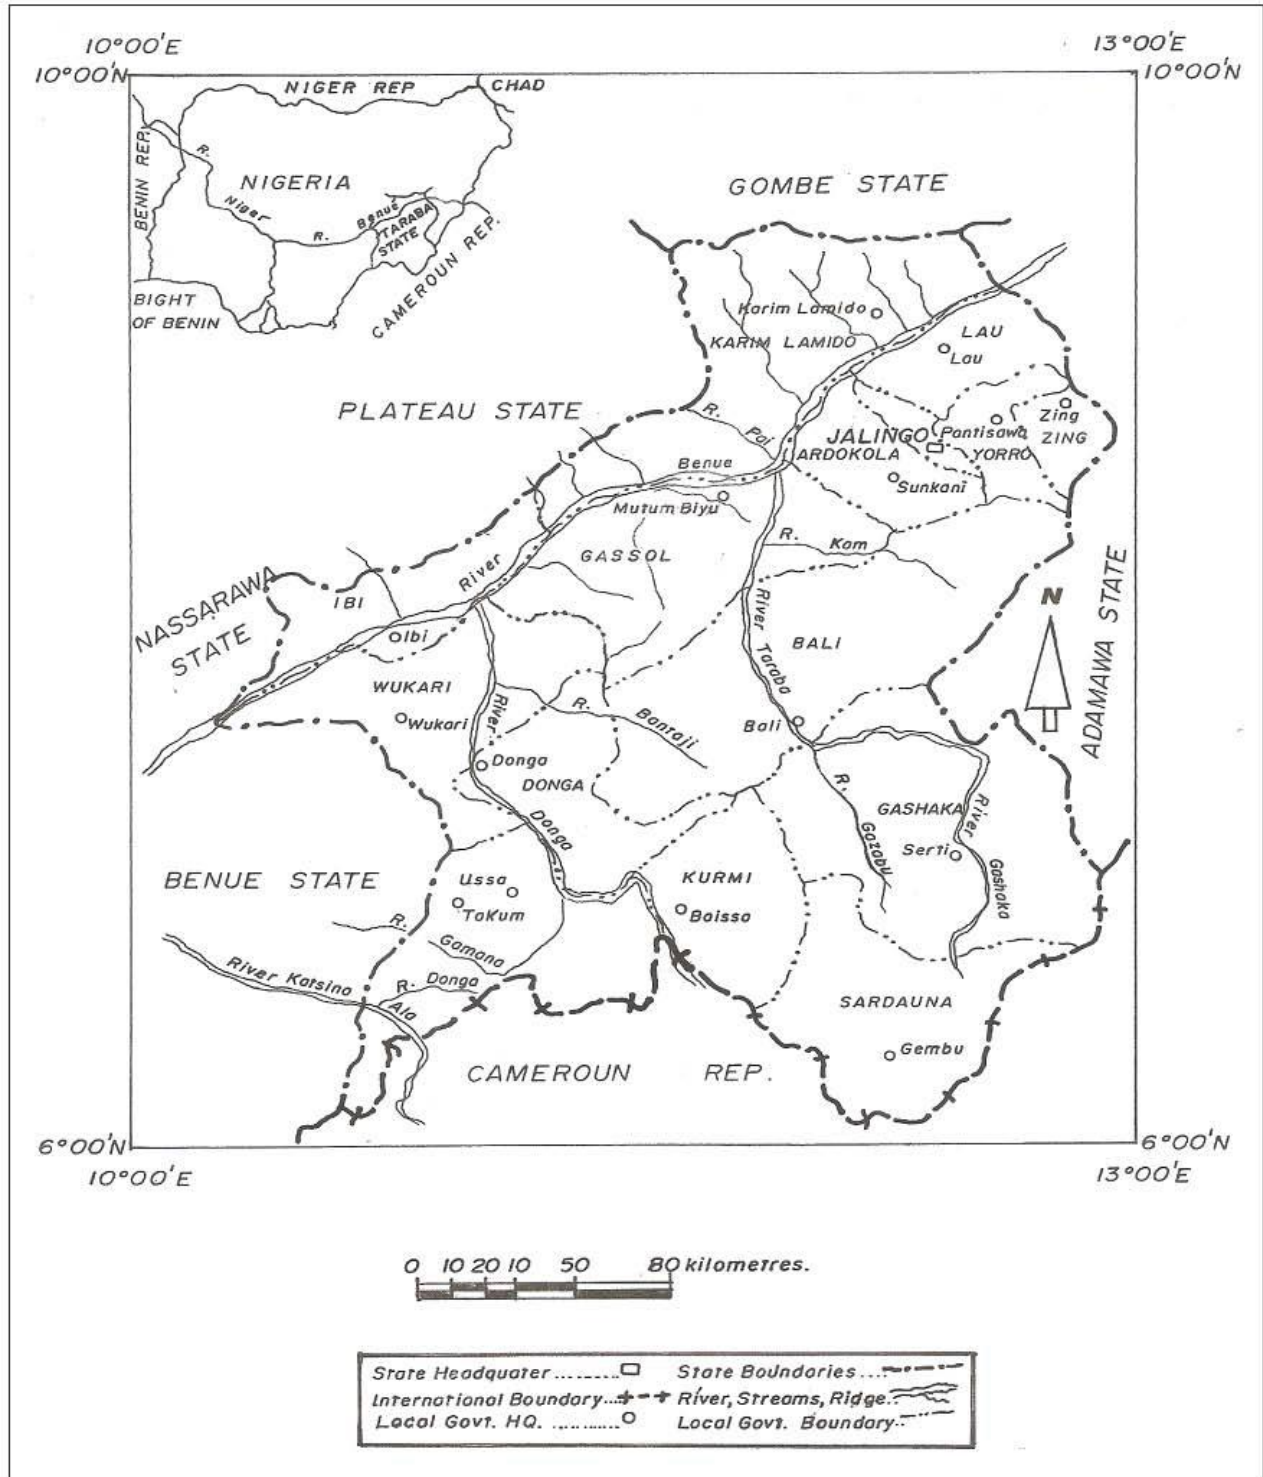 10°00'E
13°00'E
10°00'N
10°00'N
NIGER REP
CHAD
BENIN REP.
R.
NIGERIA
Niger
R.
Benue
TARABA
STATE
CAMEROUN REP.
BIGHT
OF BENIN
GOMBE STATE
Karim Lamido
KARIM LAMIDO
LAU
Lau
PLATEAU STATE
R.
Pai
JALINGO
Pantisawa
Zing
ZING
ARDOKOLA
YORRO
Benue
Sunkani
Mutum Biyu
R.
Kam
GASSOL
River
NASSARAWA
STATE
IBI
Ibi
ADAMAWA STATE
N
River Taraba
BALI
WUKARI
Wukari
River
R.
Banraji
Bali
Donga
DONGA
Donga
R.
Gazabu
GASHAKA
River
Gashaka
Serti
BENUE STATE
Ussa
TaKum
KURMI
Baissa
R.
Gamana
River Katsina
Ala
R. Donga
SARDAUNA
Gembu
CAMEROUN REP.
6°00'N
6°00'N
10°00'E
13°00'E
0 10 20 10 50 80 kilometres.
State Headquater ........ State Boundaries ....
International Boundary... River, Streams, Ridge..
Local Govt. HQ. .......... Local Govt. Boundary..